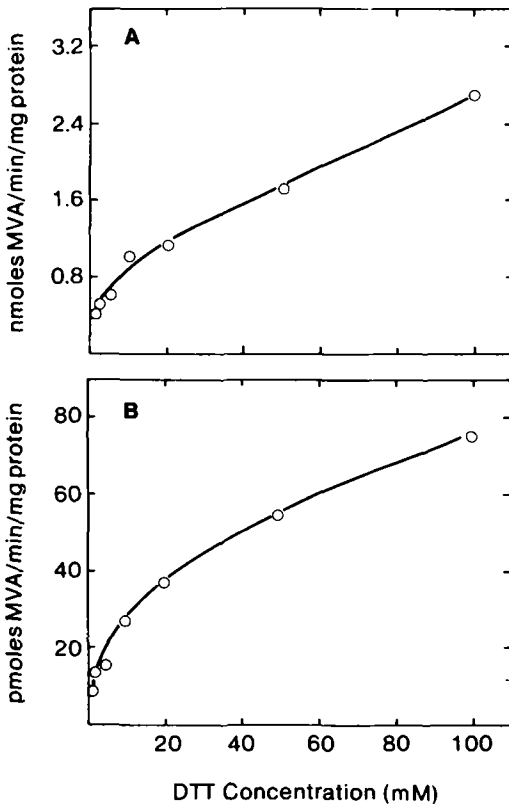 A
nmoles MVA/min/mg protein
3.2
2.4
1.6
0.8
B
pmoles MVA/min/mg protein
80
60
40
20
20 40 60 80 100
DTT Concentration (mM)